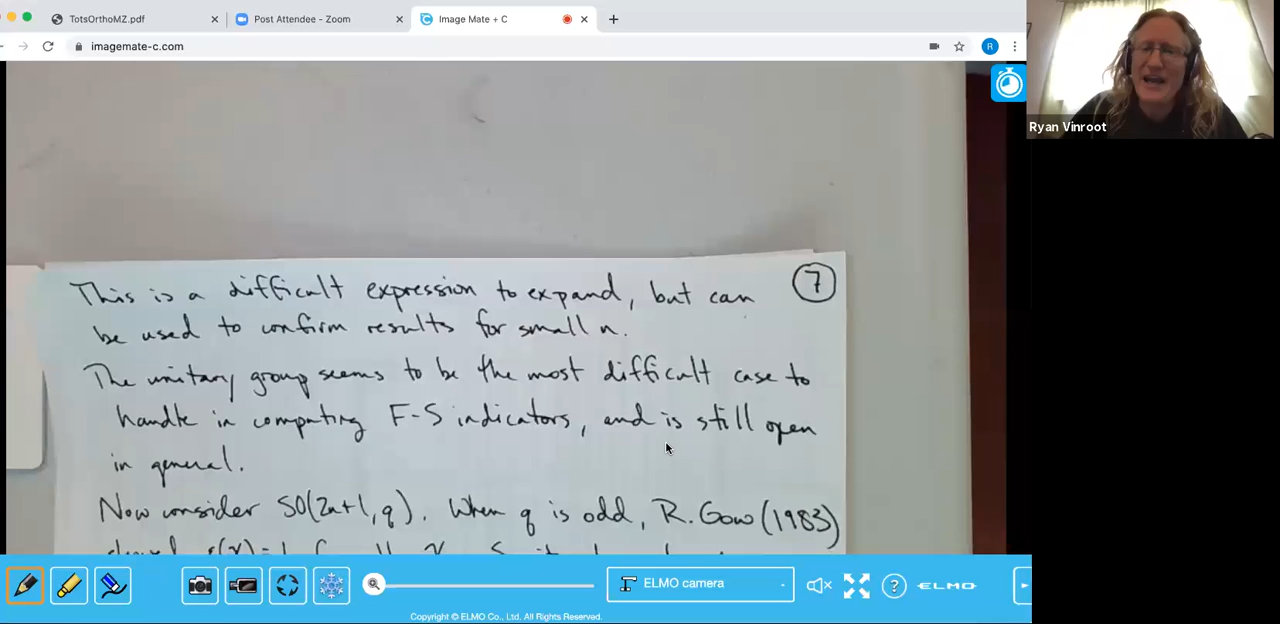 TotsOrthoMZ.pdf
Post Attendee - Zoom
Image Mate + C
imagemate-c.com
R
Ryan Vinroot
7
This is a difficult expression to expand, but can
be used to confirm results for small n.
The unitary group seems to be the most difficult case to
handle in computing F-S indicators, and is still open
in general.
Now consider SO(2n+1, q). When q is odd, R. Gow (1983)
ELMO camera
ELMO
Copyright © ELMO Co., Ltd. All Rights Reserved.